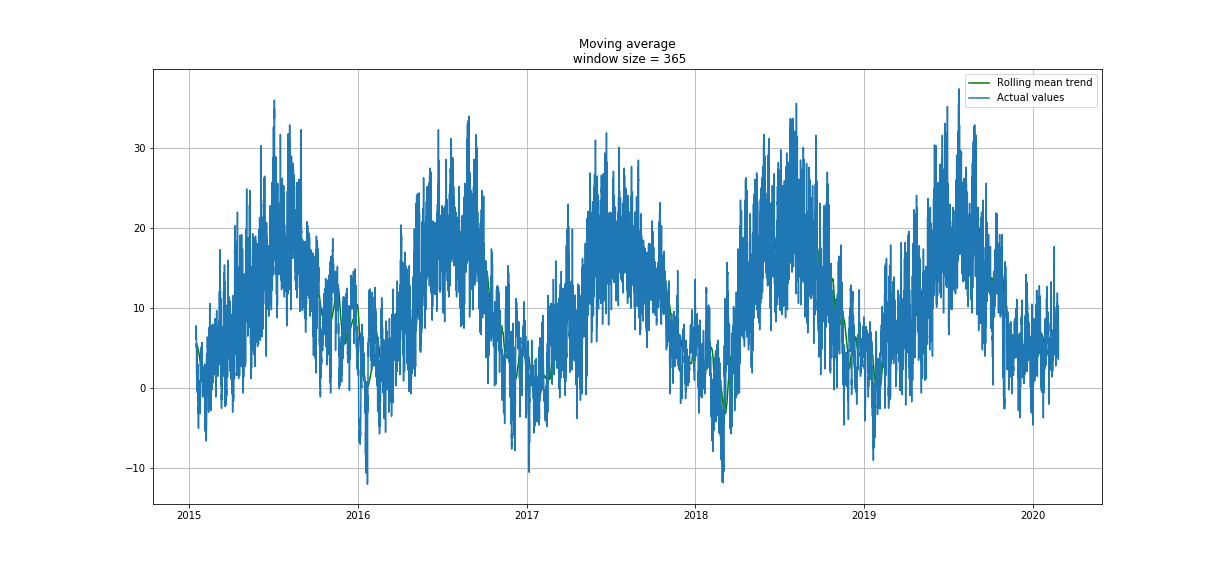 Moving average
window size = 365
Rolling mean trend
Actual values
30
20
10
0
−10
2015 2016 2017 2018 2019 2020